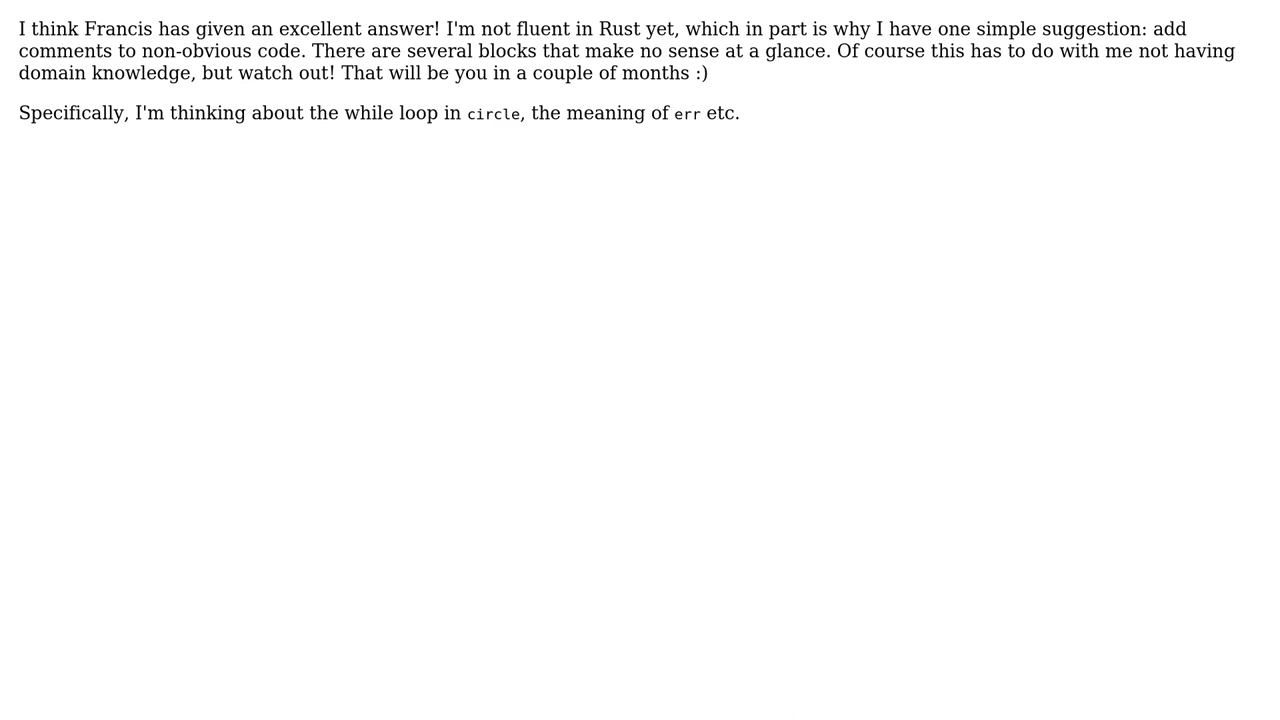 I think Francis has given an excellent answer! I'm not fluent in Rust yet, which in part is why I have one simple suggestion: add
comments to non-obvious code. There are several blocks that make no sense at a glance. Of course this has to do with me not having
domain knowledge, but watch out! That will be you in a couple of months :)
Specifically, I'm thinking about the while loop in circle, the meaning of err etc.